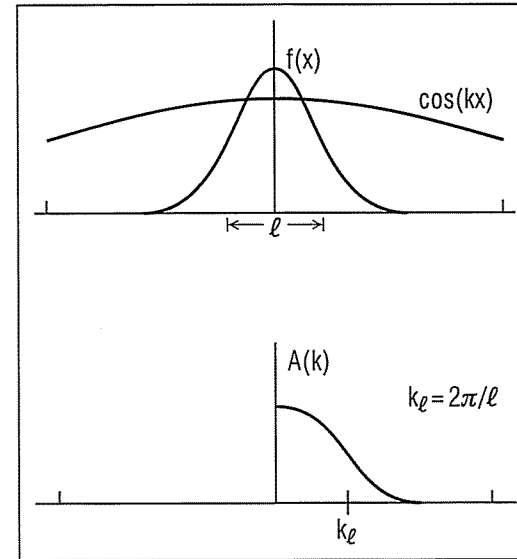 f(x)
cos(kx)
ℓ
A(k)
kℓ = 2π/ℓ
kℓ